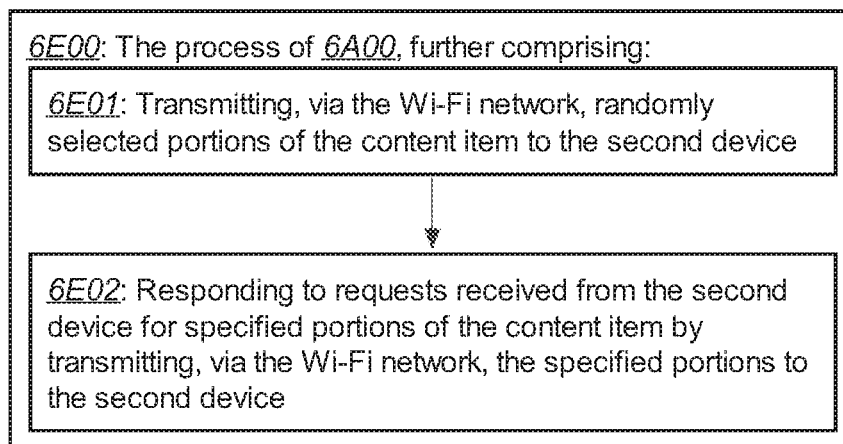 6E00: The process of 6A00, further comprising:
6E01: Transmitting, via the Wi-Fi network, randomly
selected portions of the content item to the second device
6E02: Responding to requests received from the second
device for specified portions of the content item by
transmitting, via the Wi-Fi network, the specified portions to
the second device